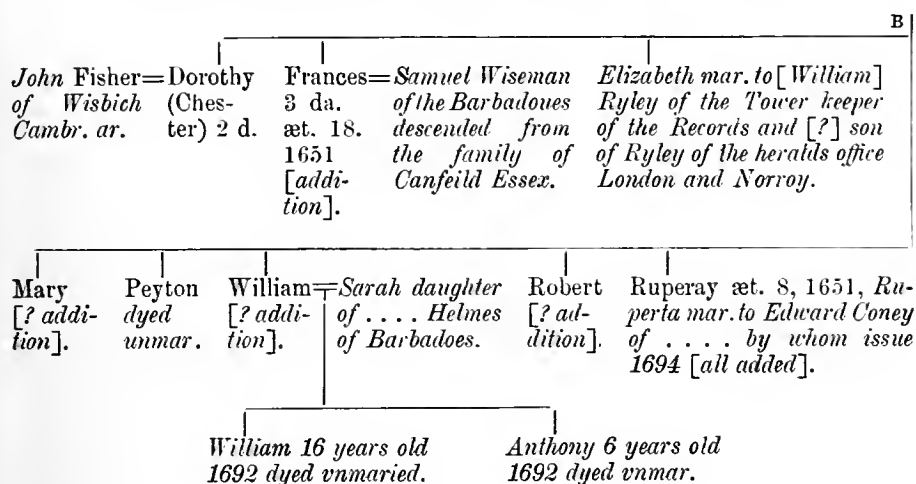 B
John Fisher=Dorothy
of Wisbich
Cambr. ar.
(Ches-
ter) 2 d.
Frances=Samuel Wiseman
3 da.
æt. 18.
1651
[addi-
tion].
of the Barbadoues
descended from
the family of
Canfeild Essex.
Elizabeth mar. to [William]
Ryley of the Tower keeper
of the Records and [?] son
of Ryley of the heralds office
London and Norroy.
Mary
[? addi-
tion].
Peyton
dyed
unmar.
William=Sarah daughter
[? addi-
tion].
of .... Helmes
of Barbadoes.
Robert
[? ad-
dition].
Ruperay æt. 8, 1651, Ru-
perta mar. to Edward Coney
of .... by whom issue
1694 [all added].
William 16 years old
1692 dyed vnmaried.
Anthony 6 years old
1692 dyed vnmar.